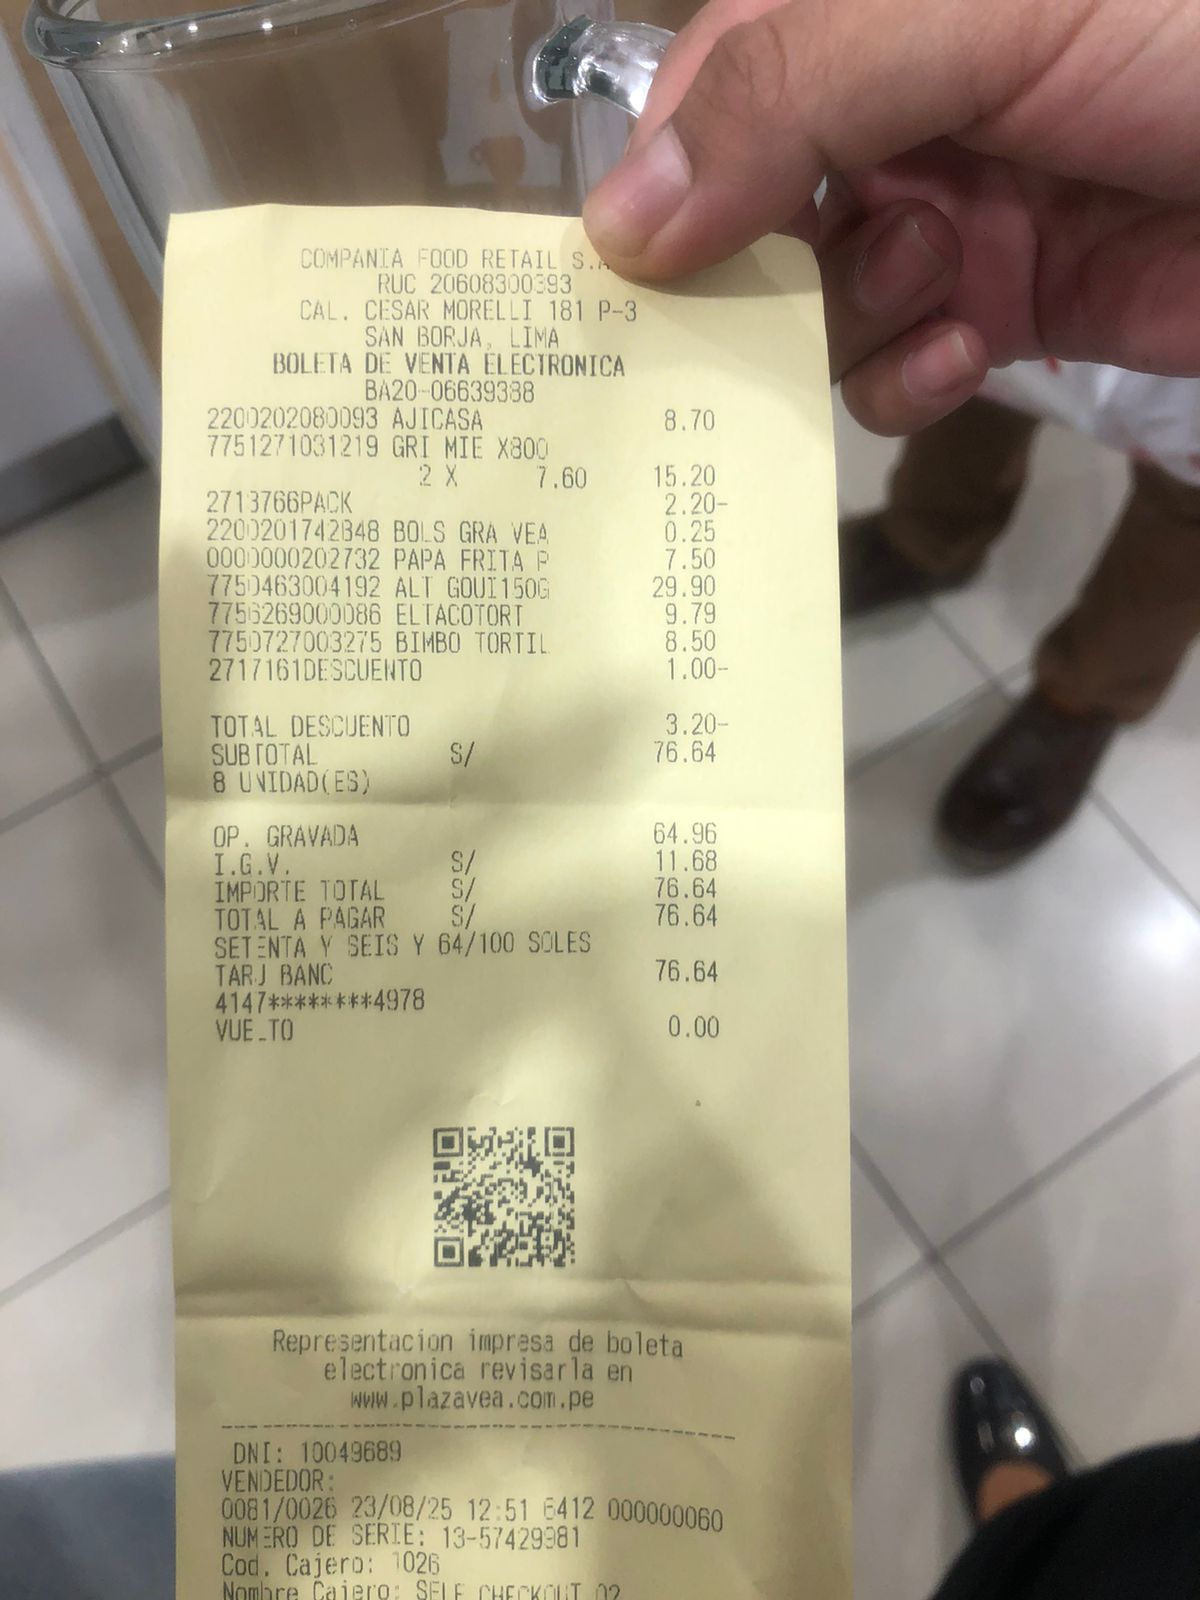 COMPANIA FOOD RETAIL S.A
RUC 20608300393
CAL. CESAR MORELLI 181 P-3
SAN BORJA, LIMA
BOLETA DE VENTA ELECTRONICA
BA20-06639388
2200202080093 AJICASA 8.70
7751271031219 GRI MIE X800
2 X 7.60 15.20
2713766PACK 2.20-
2200201742848 BOLS GRA VEA 0.25
0000000202732 PAPA FRITA P 7.50
7750463004192 ALT GOUI150G 29.90
7756269000086 ELTACOTORT 9.79
7750727003275 BIMBO TORTIL 8.50
2717161DESCUENTO 1.00-
TOTAL DESCUENTO 3.20-
SUBTOTAL S/ 76.64
8 UNIDAD(ES)
OP. GRAVADA 64.96
I.G.V. S/ 11.68
IMPORTE TOTAL S/ 76.64
TOTAL A PAGAR S/ 76.64
SETENTA Y SEIS Y 64/100 SOLES
TARJ BANC 76.64
4147********4978
VUELTO 0.00
Representacion impresa de boleta
electronica revisarla en
www.plazavea.com.pe
DNI: 10049689
VENDEDOR:
0081/0026 23/08/25 12:51 6412 000000060
NUMERO DE SERIE: 13-57429981
Cod. Cajero: 1026
Nombre Cajero: SELF CHECKOUT 02